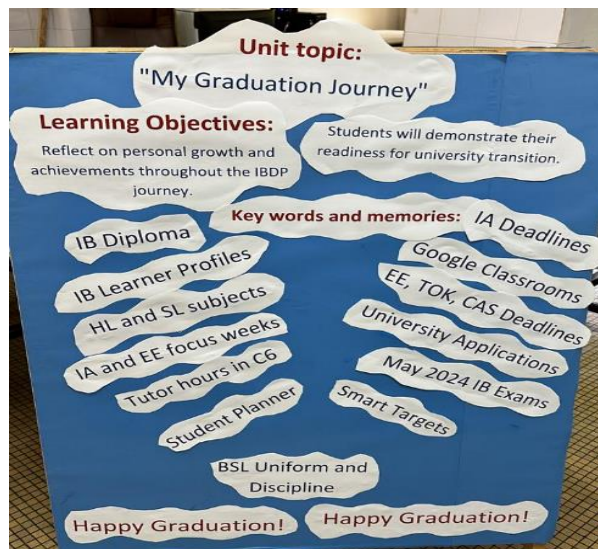 Unit topic:
"My Graduation Journey"
Learning Objectives:
Reflect on personal growth and
achievements throughout the IBDP
journey.
Students will demonstrate their
readiness for university transition.
Key words and memories:
IB Diploma
IB Learner Profiles
HL and SL subjects
IA and EE focus weeks
Tutor hours in C6
Student Planner
IA Deadlines
Google Classrooms
EE, TOK, CAS Deadlines
University Applications
May 2024 IB Exams
Smart Targets
BSL Uniform and
Discipline
Happy Graduation!
Happy Graduation!